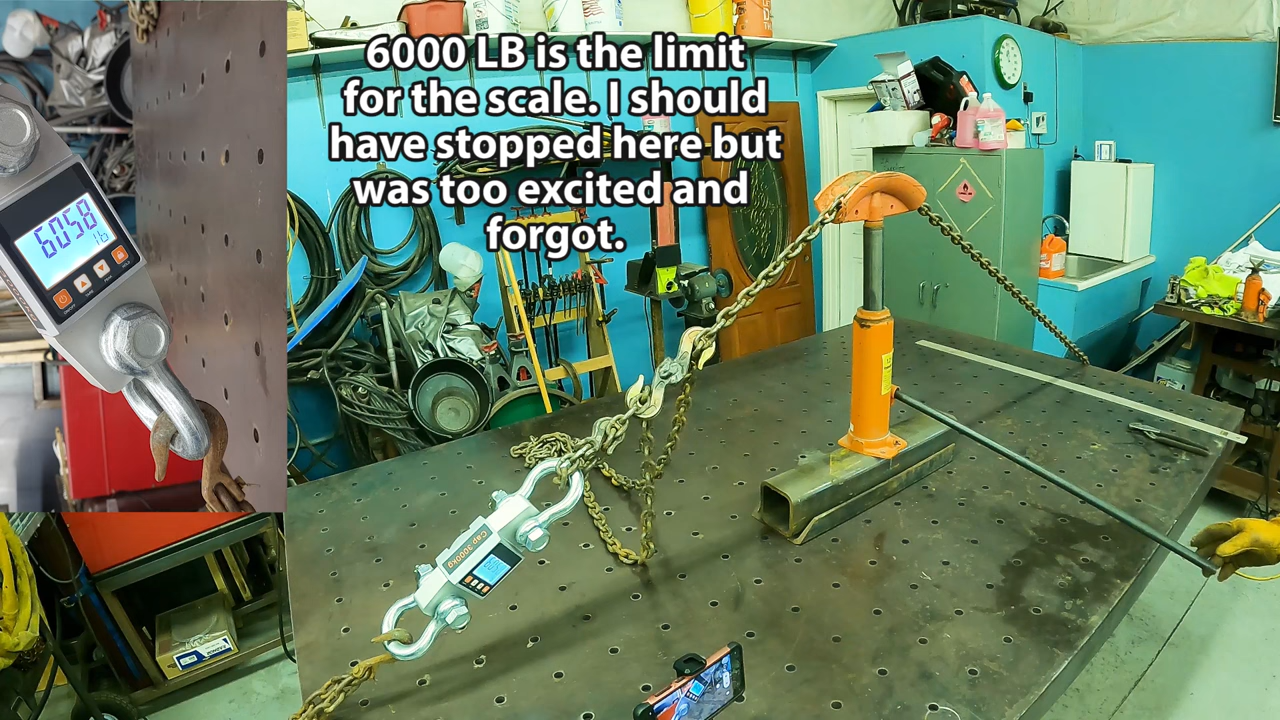 6000 LB is the limit
for the scale. I should
have stopped here but
was too excited and
forgot.
6058
lb
Cap 3000kg